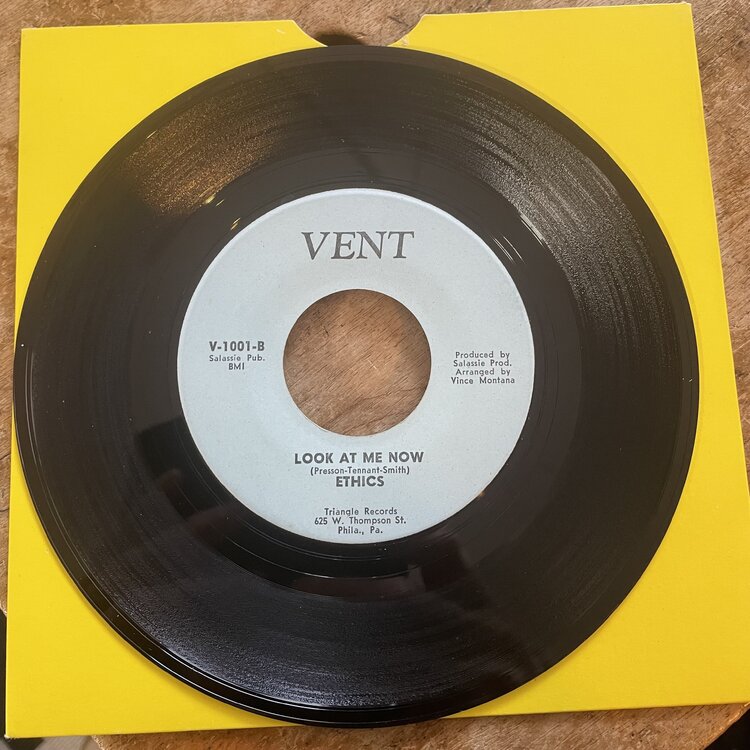 VENT
V-1001-B
Salassie Pub.
BMI
Produced by
Salassie Prod.
Arranged by
Vince Montana
LOOK AT ME NOW
(Presson-Tennant-Smith)
ETHICS
Triangle Records
625 W. Thompson St.
Phila., Pa.